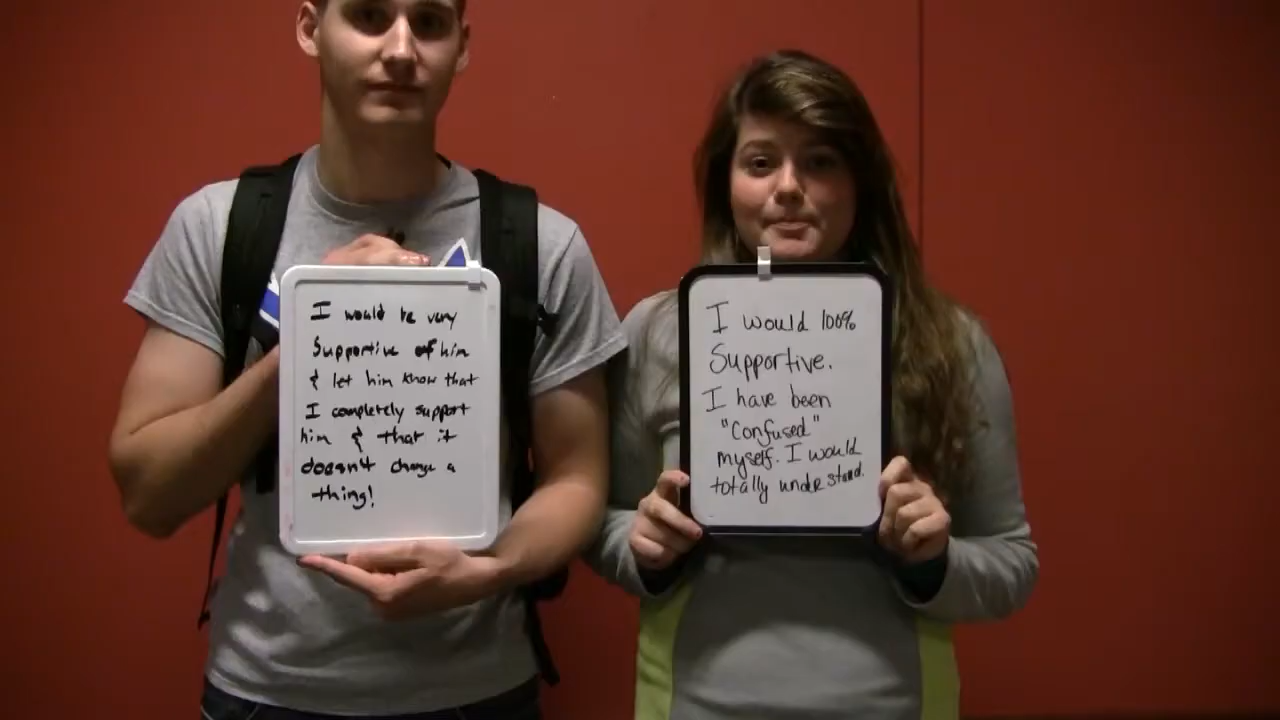 I would be very
Supportive of him
& let him know that
I completely support
him & that it
doesn't change a
thing!
I would 100%
Supportive.
I have been
"Confused"
myself. I would
totally understand.